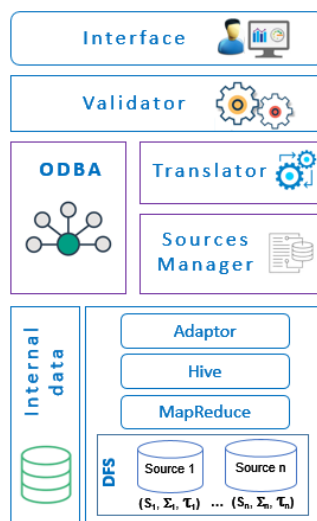 Interface
Validator
ODBA
Translator
Sources
Manager
Internal
data
Adaptor
Hive
MapReduce
DFS
Source 1
Source n
(S₁, Σ₁, τ₁) ... (Sₙ, Σₙ, τₙ)